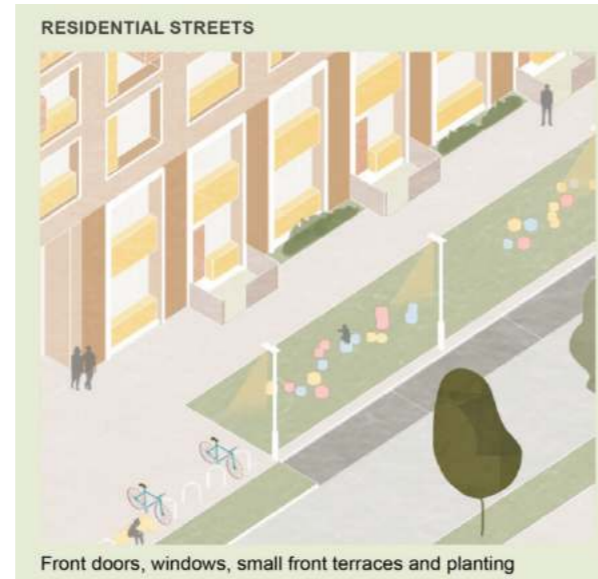 RESIDENTIAL STREETS
Front doors, windows, small front terraces and planting